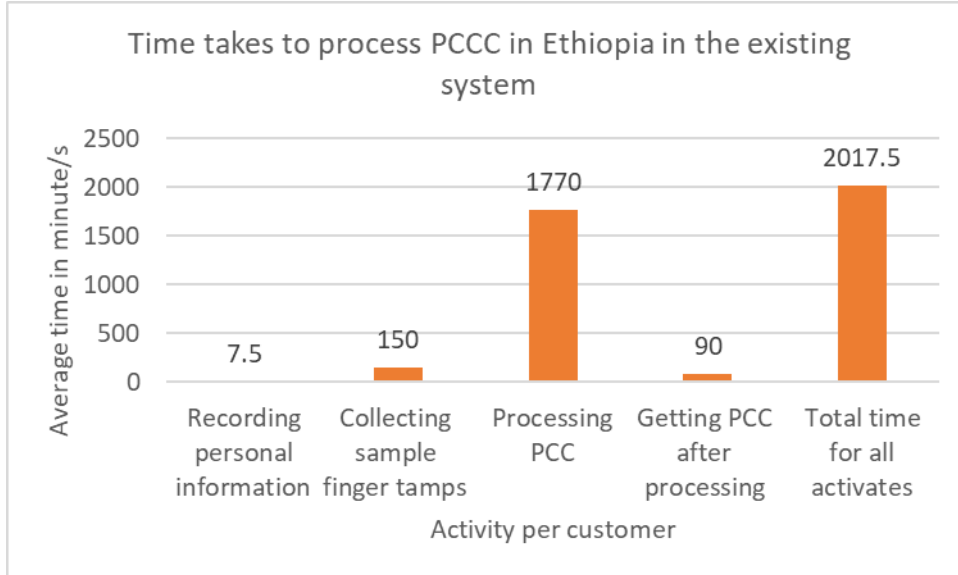 Time takes to process PCCC in Ethiopia in the existing
system
Average time in minute/s
2500
2000
1500
1000
500
0
7.5
150
1770
90
2017.5
Recording
personal
information
Collecting
sample
finger tamps
Processing
PCC
Getting PCC
after
processing
Total time
for all
activates
Activity per customer